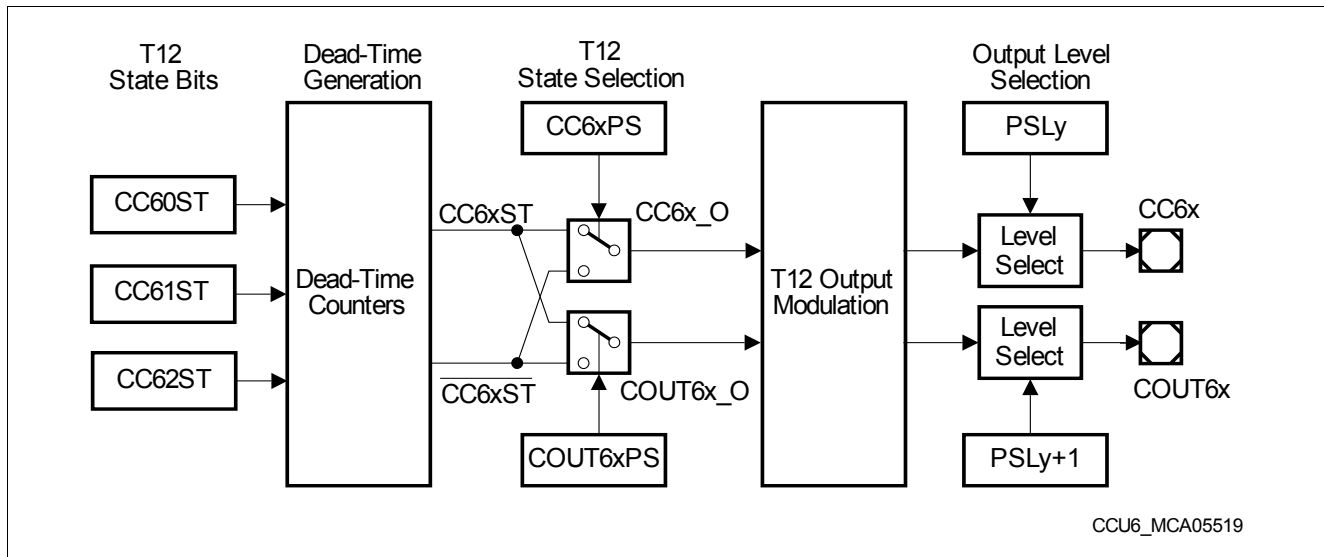 T12
State Bits
Dead-Time
Generation
T12
State Selection
Output Level
Selection
CC6xPS
PSLy
CC60ST
CC61ST
CC62ST
Dead-Time
Counters
CC6xST
CC6xST
CC6x_O
COUT6x_O
COUT6xPS
T12 Output
Modulation
Level
Select
Level
Select
CC6x
COUT6x
PSLy+1
CCU6_MCA05519